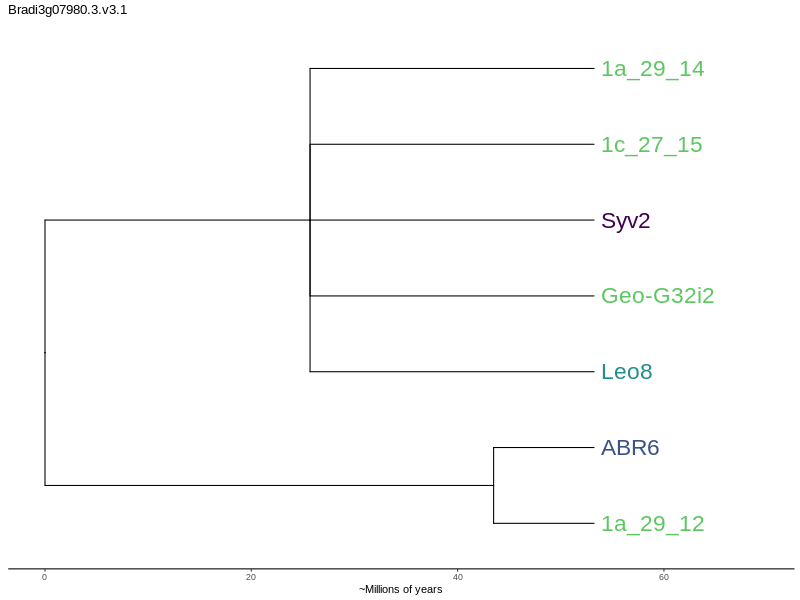 Bradi3g07980.3.v3.1
1a_29_14
1c_27_15
Syv2
Geo-G32i2
Leo8
ABR6
1a_29_12
0 20 40 60
~Millions of years